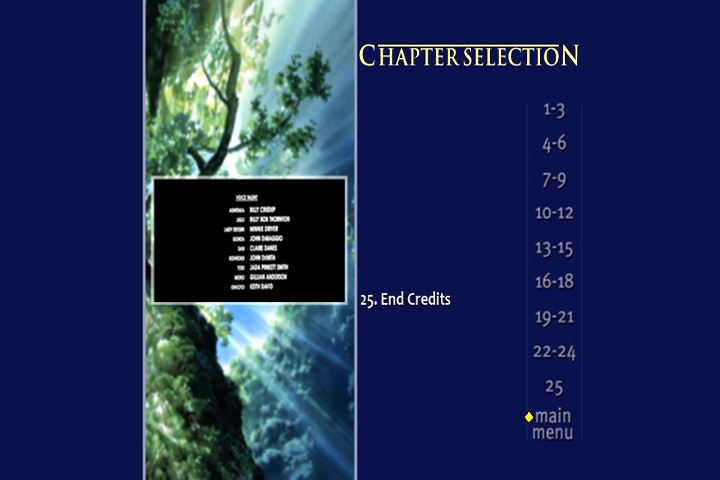 CHAPTER SELECTION
VOICE TALENT
ASHITAKA BILLY CRUDUP
JIGO BILLY BOB THORNTON
LADY EBOSHI MINNIE DRIVER
GONZA JOHN DIMAGGIO
SAN CLAIRE DANES
KOHROKU JOHN DEMITA
TOKI JADA PINKETT SMITH
MORO GILLIAN ANDERSON
OKKOTO KEITH DAVID
25. End Credits
1-3
4-6
7-9
10-12
13-15
16-18
19-21
22-24
25
main
menu